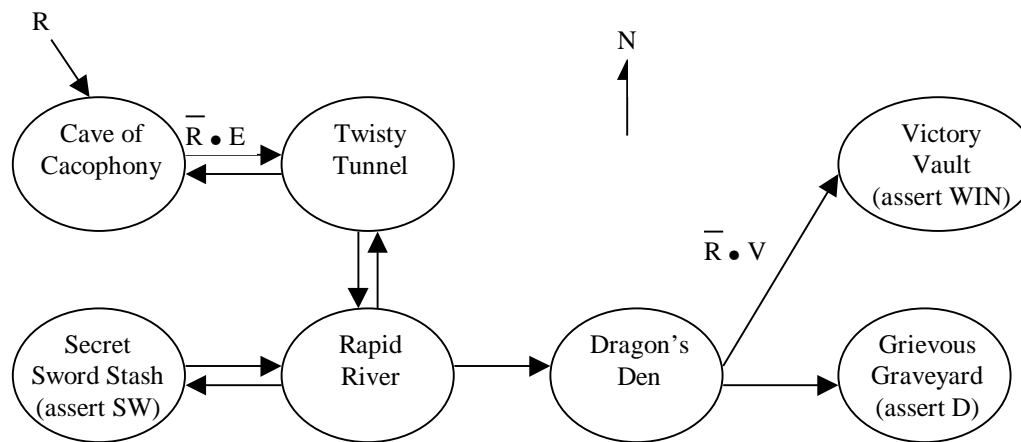 R
N
Cave of
Cacophony
R̅ • E
Twisty
Tunnel
Victory
Vault
(assert WIN)
R̅ • V
Secret
Sword Stash
(assert SW)
Rapid
River
Dragon's
Den
Grievous
Graveyard
(assert D)